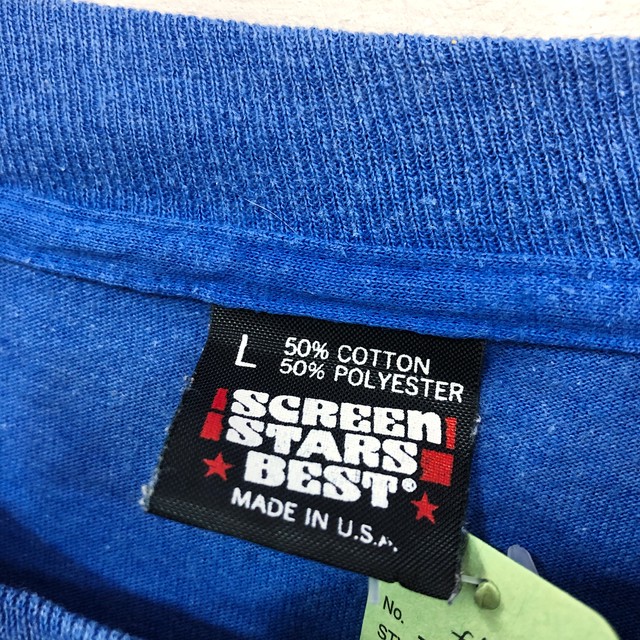 L 50% COTTON
50% POLYESTER
SCREEN
STARS
BEST®
MADE IN U.S.A.
No.